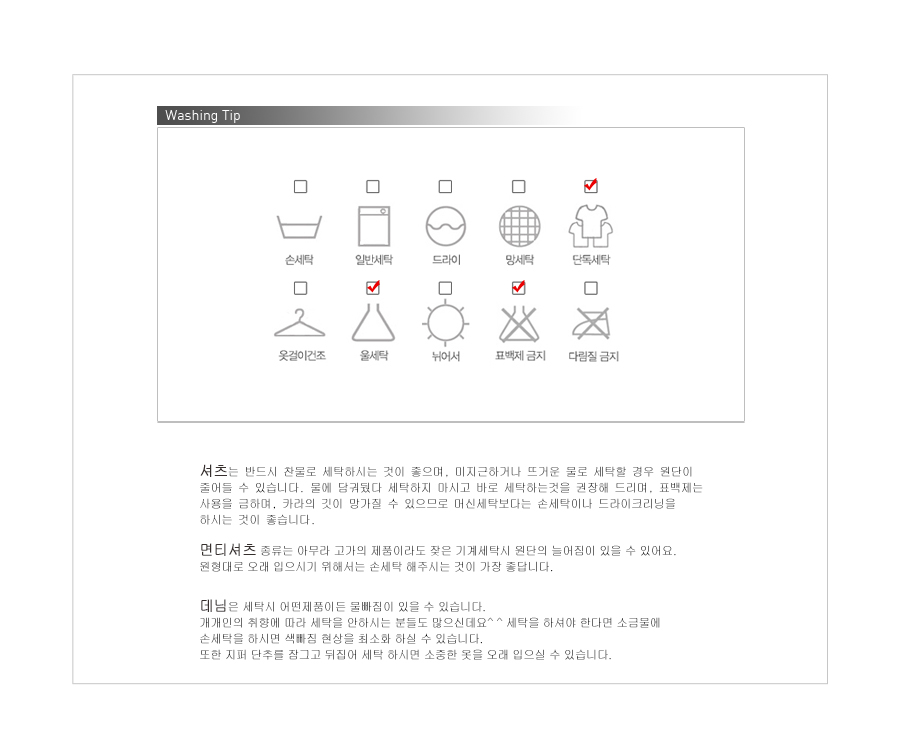 Washing Tip
손세탁 일반세탁 드라이 망세탁 단독세탁
옷걸이건조 울세탁 뉘어서 표백제 금지 다림질 금지
셔츠는 반드시 찬물로 세탁하시는 것이 좋으며, 미지근하거나 뜨거운 물로 세탁할 경우 원단이
줄어들 수 있습니다. 물에 담궈뒀다 세탁하지 마시고 바로 세탁하는것을 권장해 드리며, 표백제는
사용을 금하며, 카라의 깃이 망가질 수 있으므로 머신세탁보다는 손세탁이나 드라이크리닝을
하시는 것이 좋습니다.
면티셔츠 종류는 아무라 고가의 제품이라도 잦은 기계세탁시 원단의 늘어짐이 있을 수 있어요.
원형대로 오래 입으시기 위해서는 손세탁 해주시는 것이 가장 좋답니다.
데님은 세탁시 어떤제품이든 물빠짐이 있을 수 있습니다.
개개인의 취향에 따라 세탁을 안하시는 분들도 많으신데요^^ 세탁을 하셔야 한다면 소금물에
손세탁을 하시면 색빠짐 현상을 최소화 하실 수 있습니다.
또한 지퍼 단추를 잠그고 뒤집어 세탁 하시면 소중한 옷을 오래 입으실 수 있습니다.